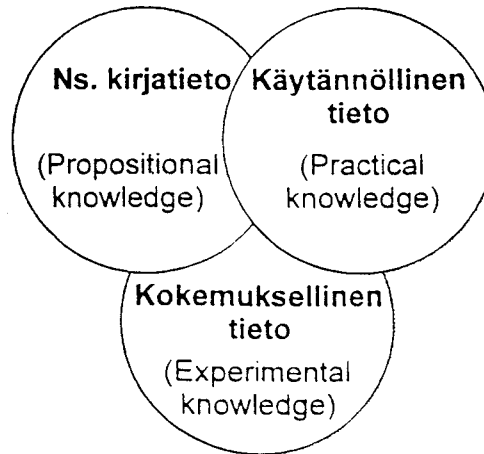 Ns. kirjatieto
(Propositional
knowledge)
Käytännöllinen
tieto
(Practical
knowledge)
Kokemuksellinen
tieto
(Experimental
knowledge)